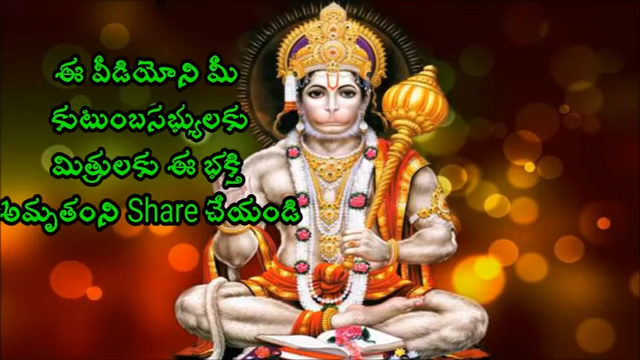 ఈ వీడియోని మీ
కుటుంబసభ్యులకు
మిత్రులకు ఈ భక్తి
అమృతంని Share చేయండి